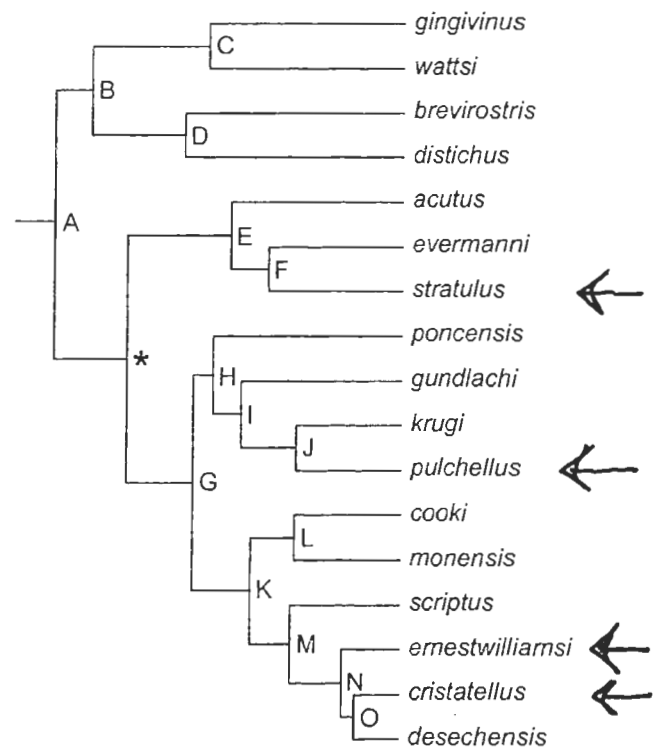 gingivinus
C
wattsi
B
brevirostris
D
distichus
acutus
A
E
evermanni
F
stratulus
poncensis
*
H
gundlachi
I
krugi
J
pulchellus
G
cooki
L
monensis
K
scriptus
M
ernestwilliamsi
N
cristatellus
O
desechensis